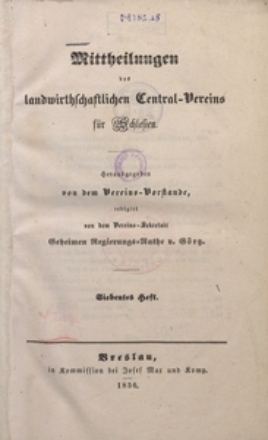 Mittheilungen
des
landwirthschaftlichen Central-Vereins
für Schlesien.
Herausgegeben
von dem Vereins-Vorstande,
redigirt
von dem Vereins-Sekretair
Geheimen Regierungs-Rathe v. Görtz.
Siebentes Heft.
Breslau,
in Kommission bei Josef Max und Komp.
1856.